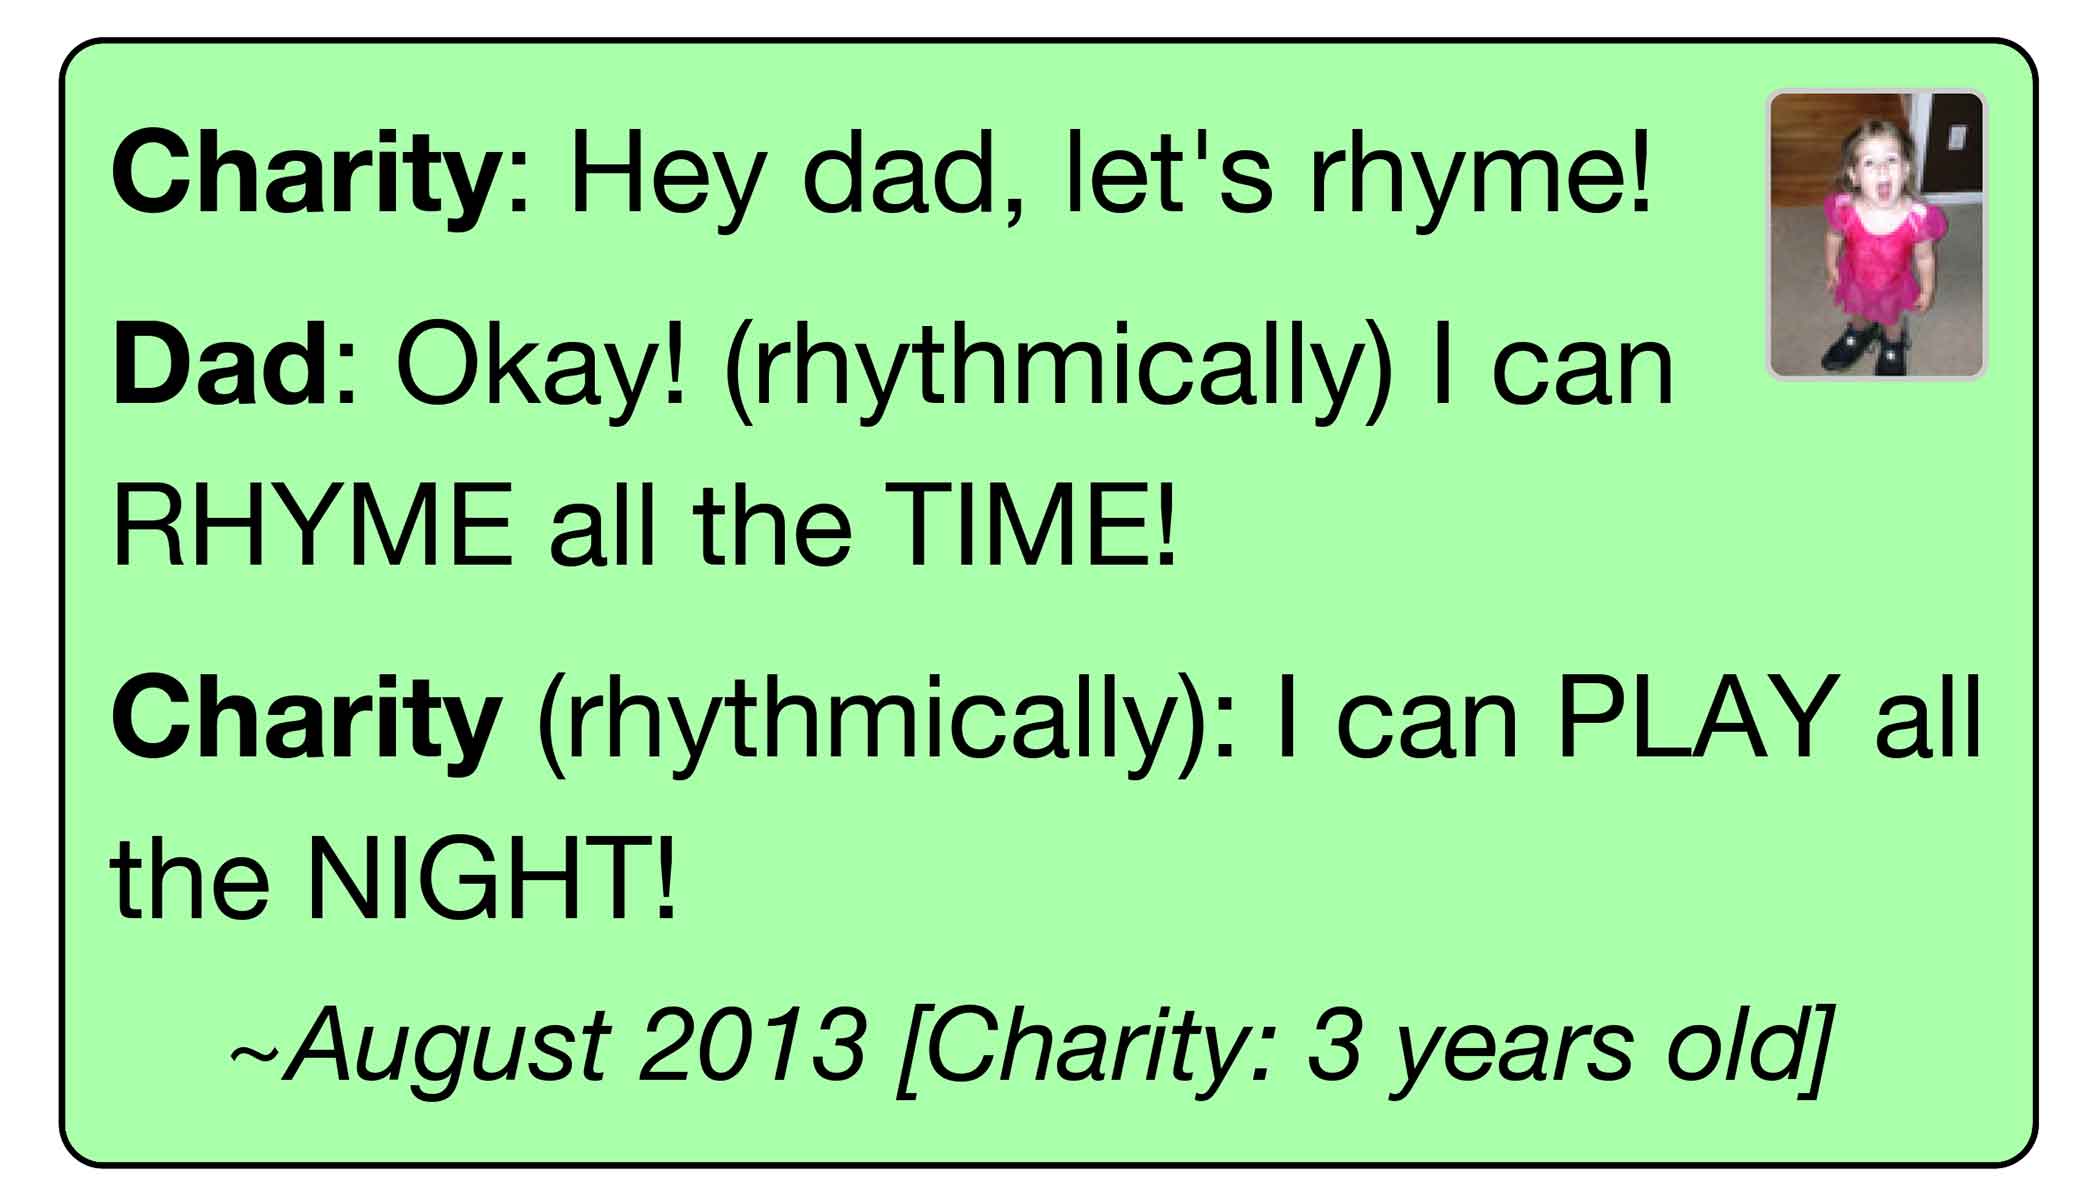 Charity: Hey dad, let's rhyme!
Dad: Okay! (rhythmically) I can
RHYME all the TIME!
Charity (rhythmically): I can PLAY all
the NIGHT!
~August 2013 [Charity: 3 years old]